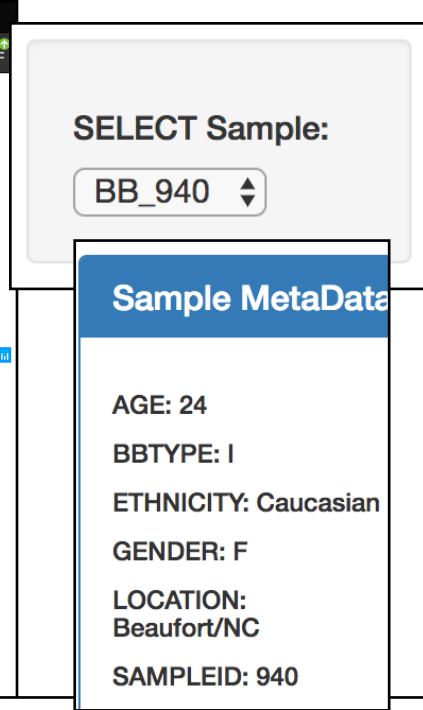 SELECT Sample:
BB_940
Sample MetaData
AGE: 24
BBTYPE: I
ETHNICITY: Caucasian
GENDER: F
LOCATION:
Beaufort/NC
SAMPLEID: 940